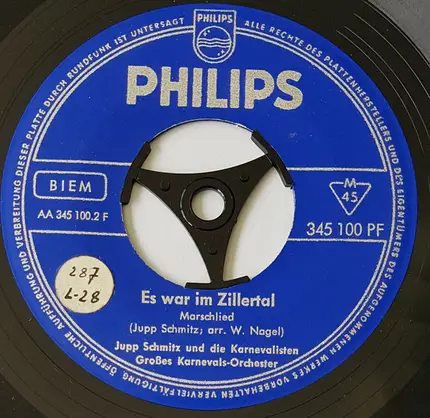 ALLE RECHTE DES PLATTENHERSTELLERS UND DES EIGENTÜMERS DES AUFGENOMMENEN WERKES VORBEHALTEN VERVIELFÄLTIGUNG ÖFFENTLICHE AUFFÜHRUNG UND VERBREITUNG DIESER PLATTE DURCH RUNDFUNK IST UNTERSAGT
PHILIPS
PHILIPS
BIEM
M
45
AA 345 100.2 F
345 100 PF
287
L-28
Es war im Zillertal
Marschlied
(Jupp Schmitz; arr. W. Nagel)
Jupp Schmitz und die Karnevalisten
Großes Karnevals-Orchester